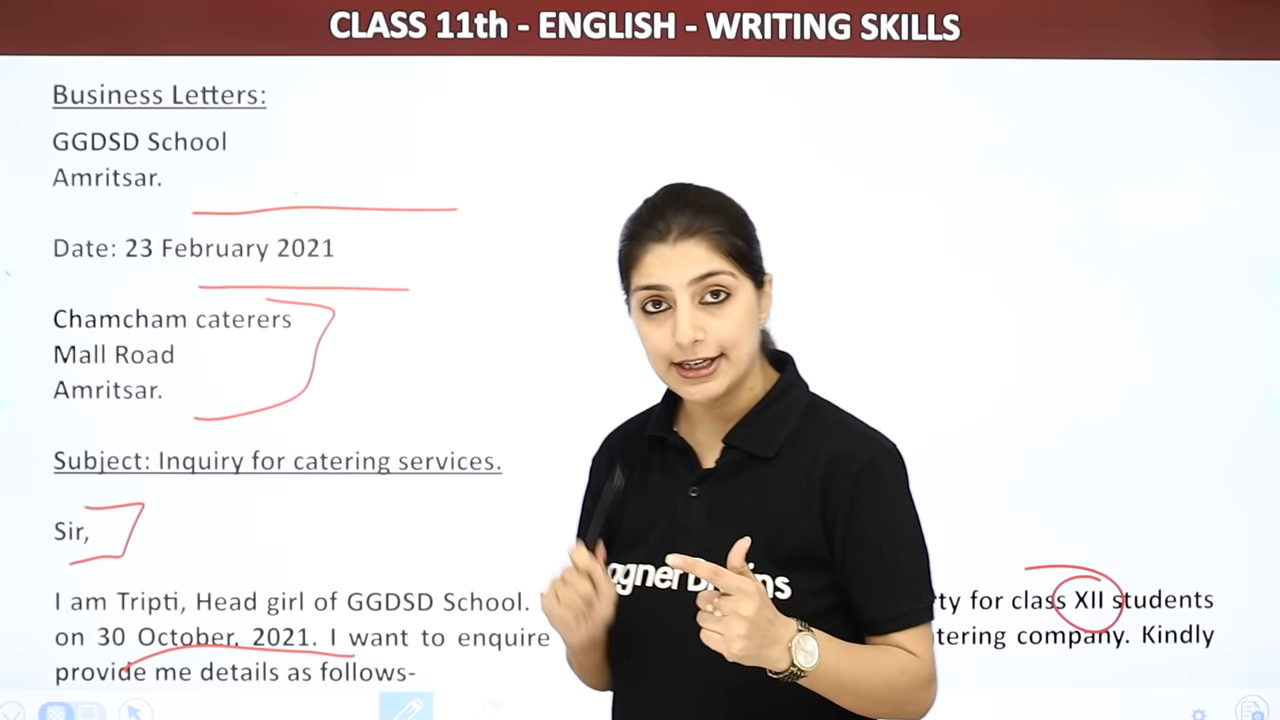 CLASS 11th - ENGLISH - WRITING SKILLS
Business Letters:
GGDSD School
Amritsar.
Date: 23 February 2021
Chamcham caterers
Mall Road
Amritsar.
Subject: Inquiry for catering services.
Sir,
I am Tripti, Head girl of GGDSD School. for class XII students
on 30 October, 2021. I want to enquire company. Kindly
provide me details as follows-